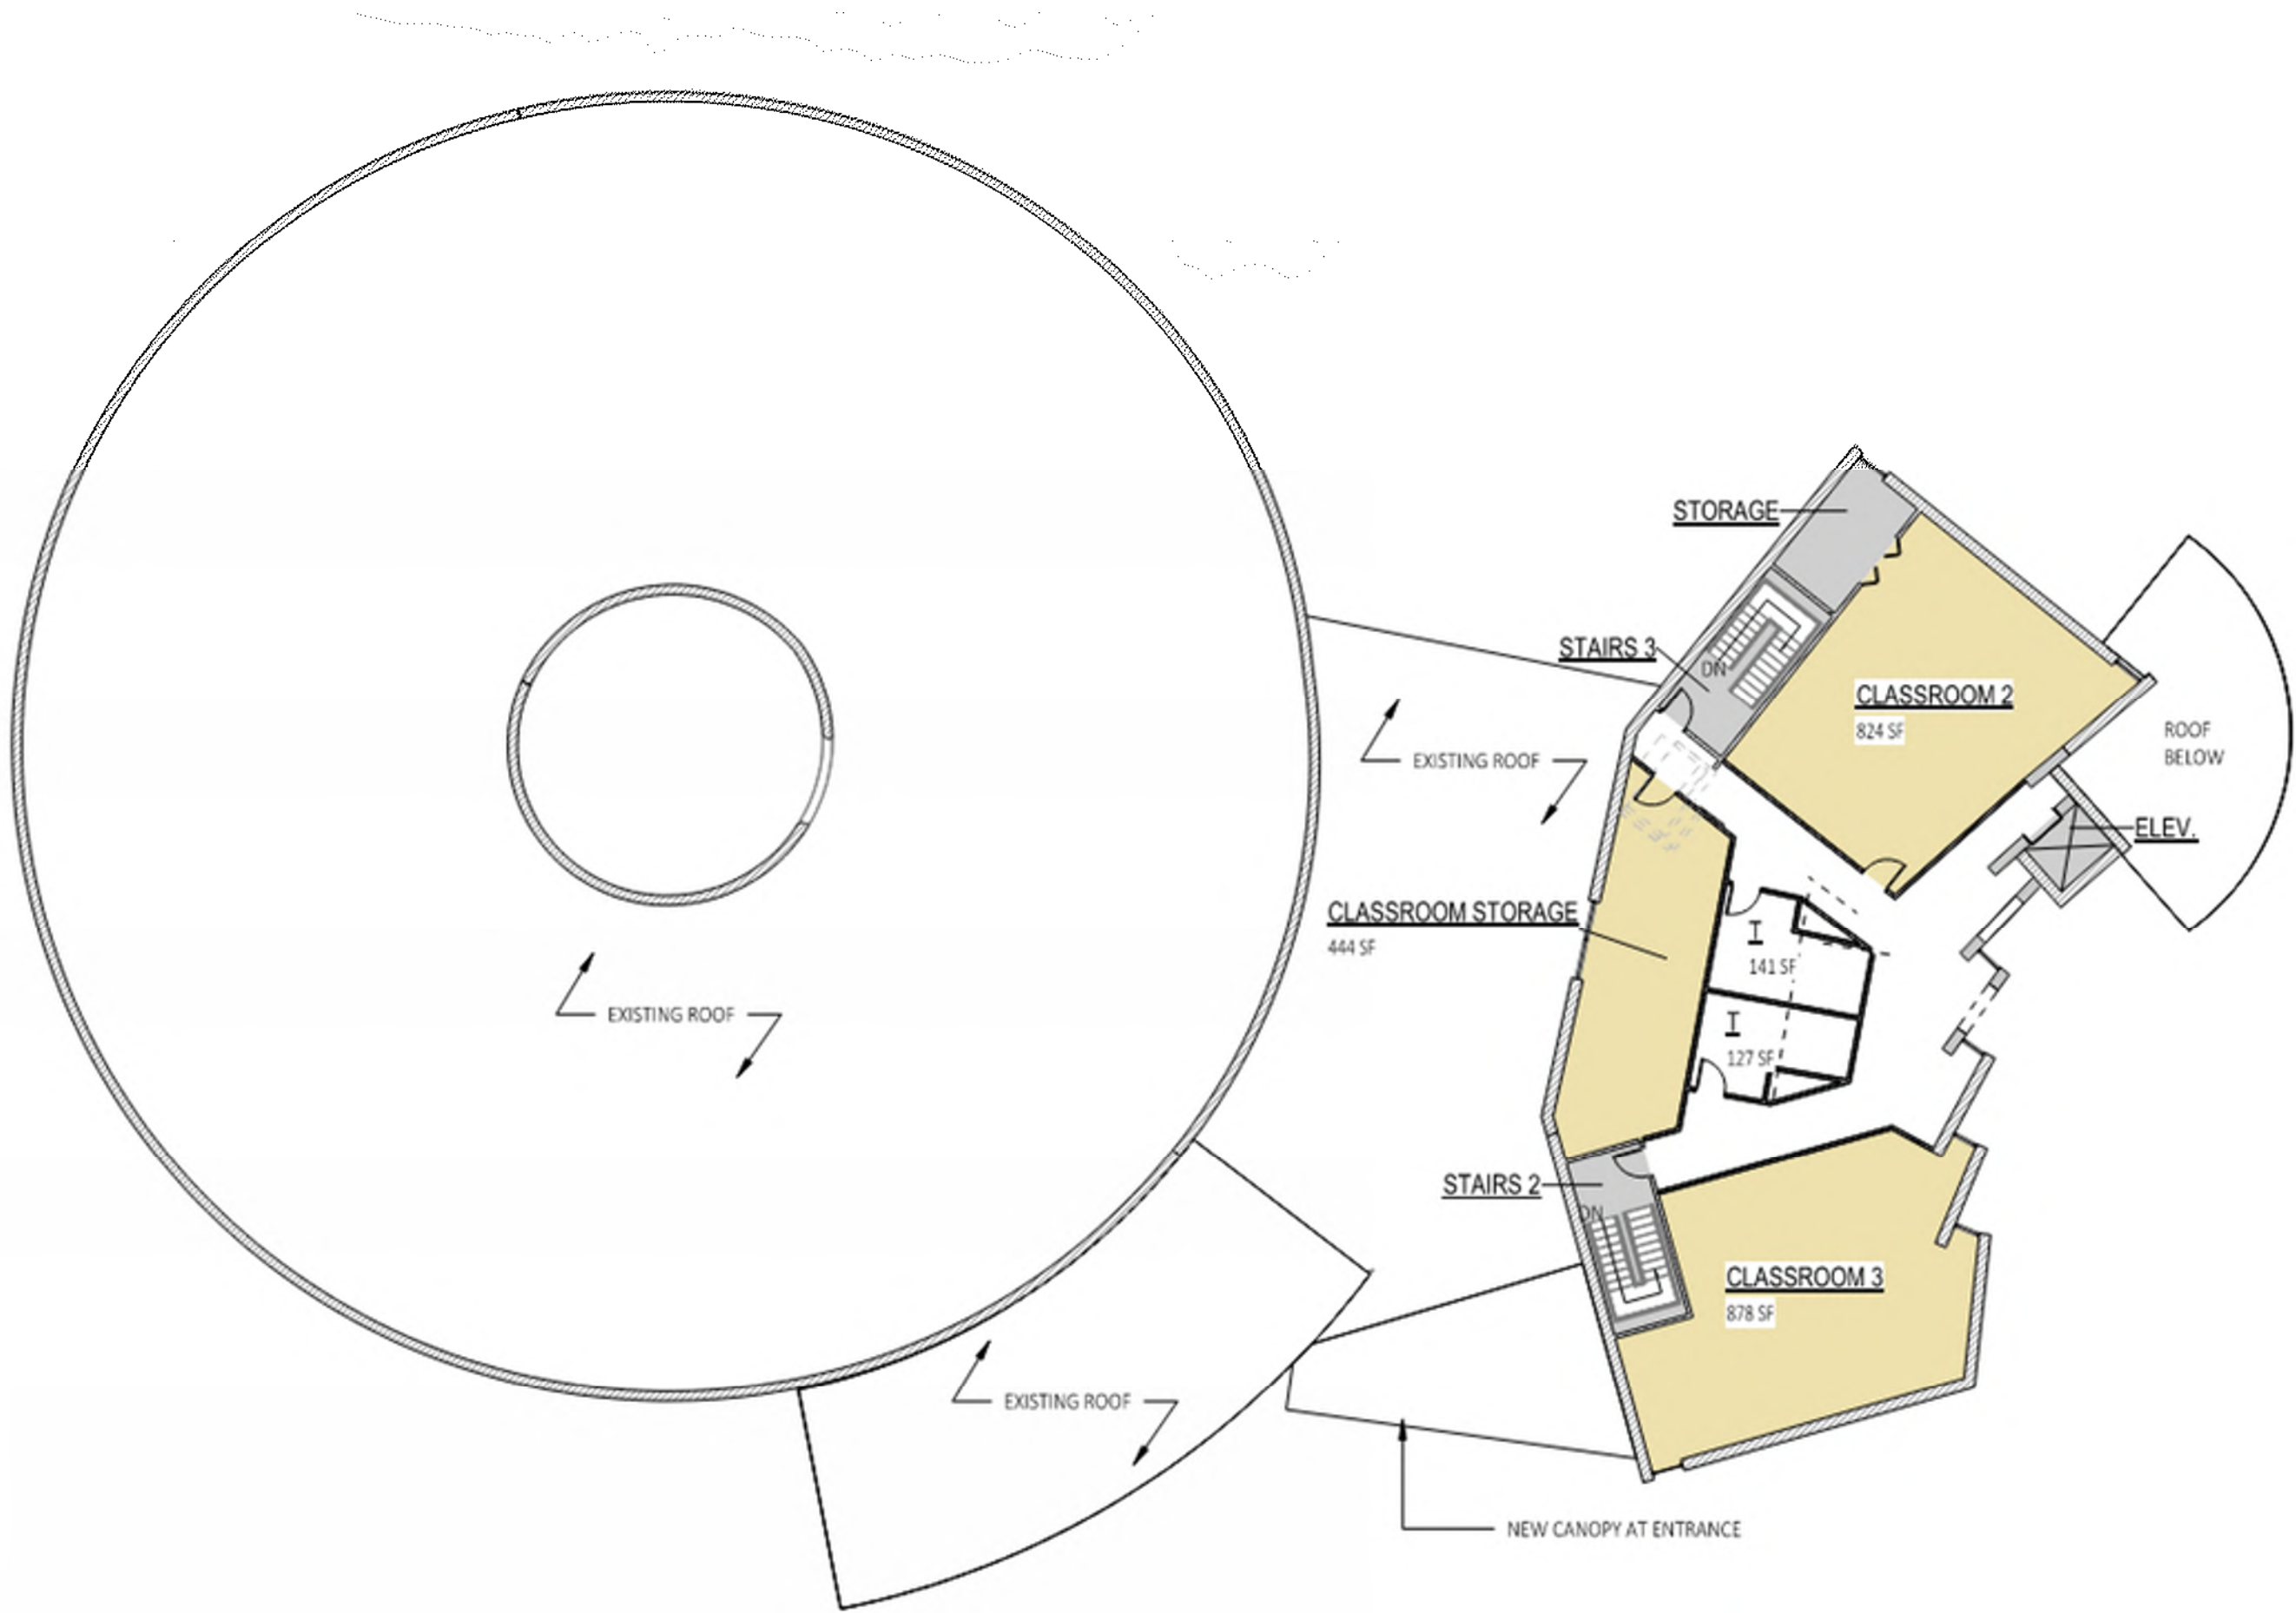 STORAGE
STAIRS 3
DN
CLASSROOM 2
824 SF
ROOF
BELOW
EXISTING ROOF
ELEV.
CLASSROOM STORAGE
444 SF
T
141 SF
EXISTING ROOF
T
127 SF
STAIRS 2
DN
CLASSROOM 3
878 SF
EXISTING ROOF
NEW CANOPY AT ENTRANCE